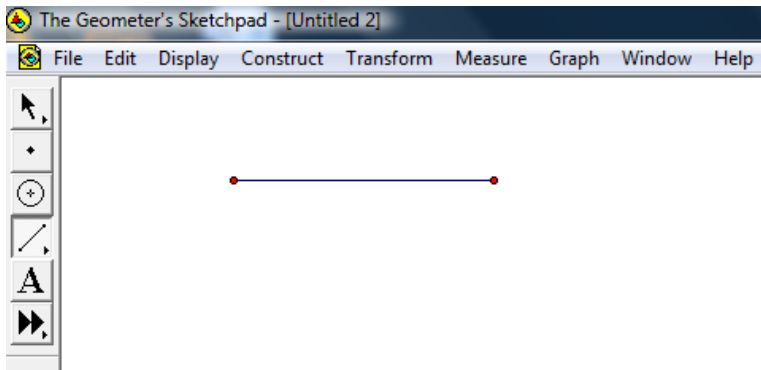 The Geometer's Sketchpad - [Untitled 2]
File Edit Display Construct Transform Measure Graph Window Help
A